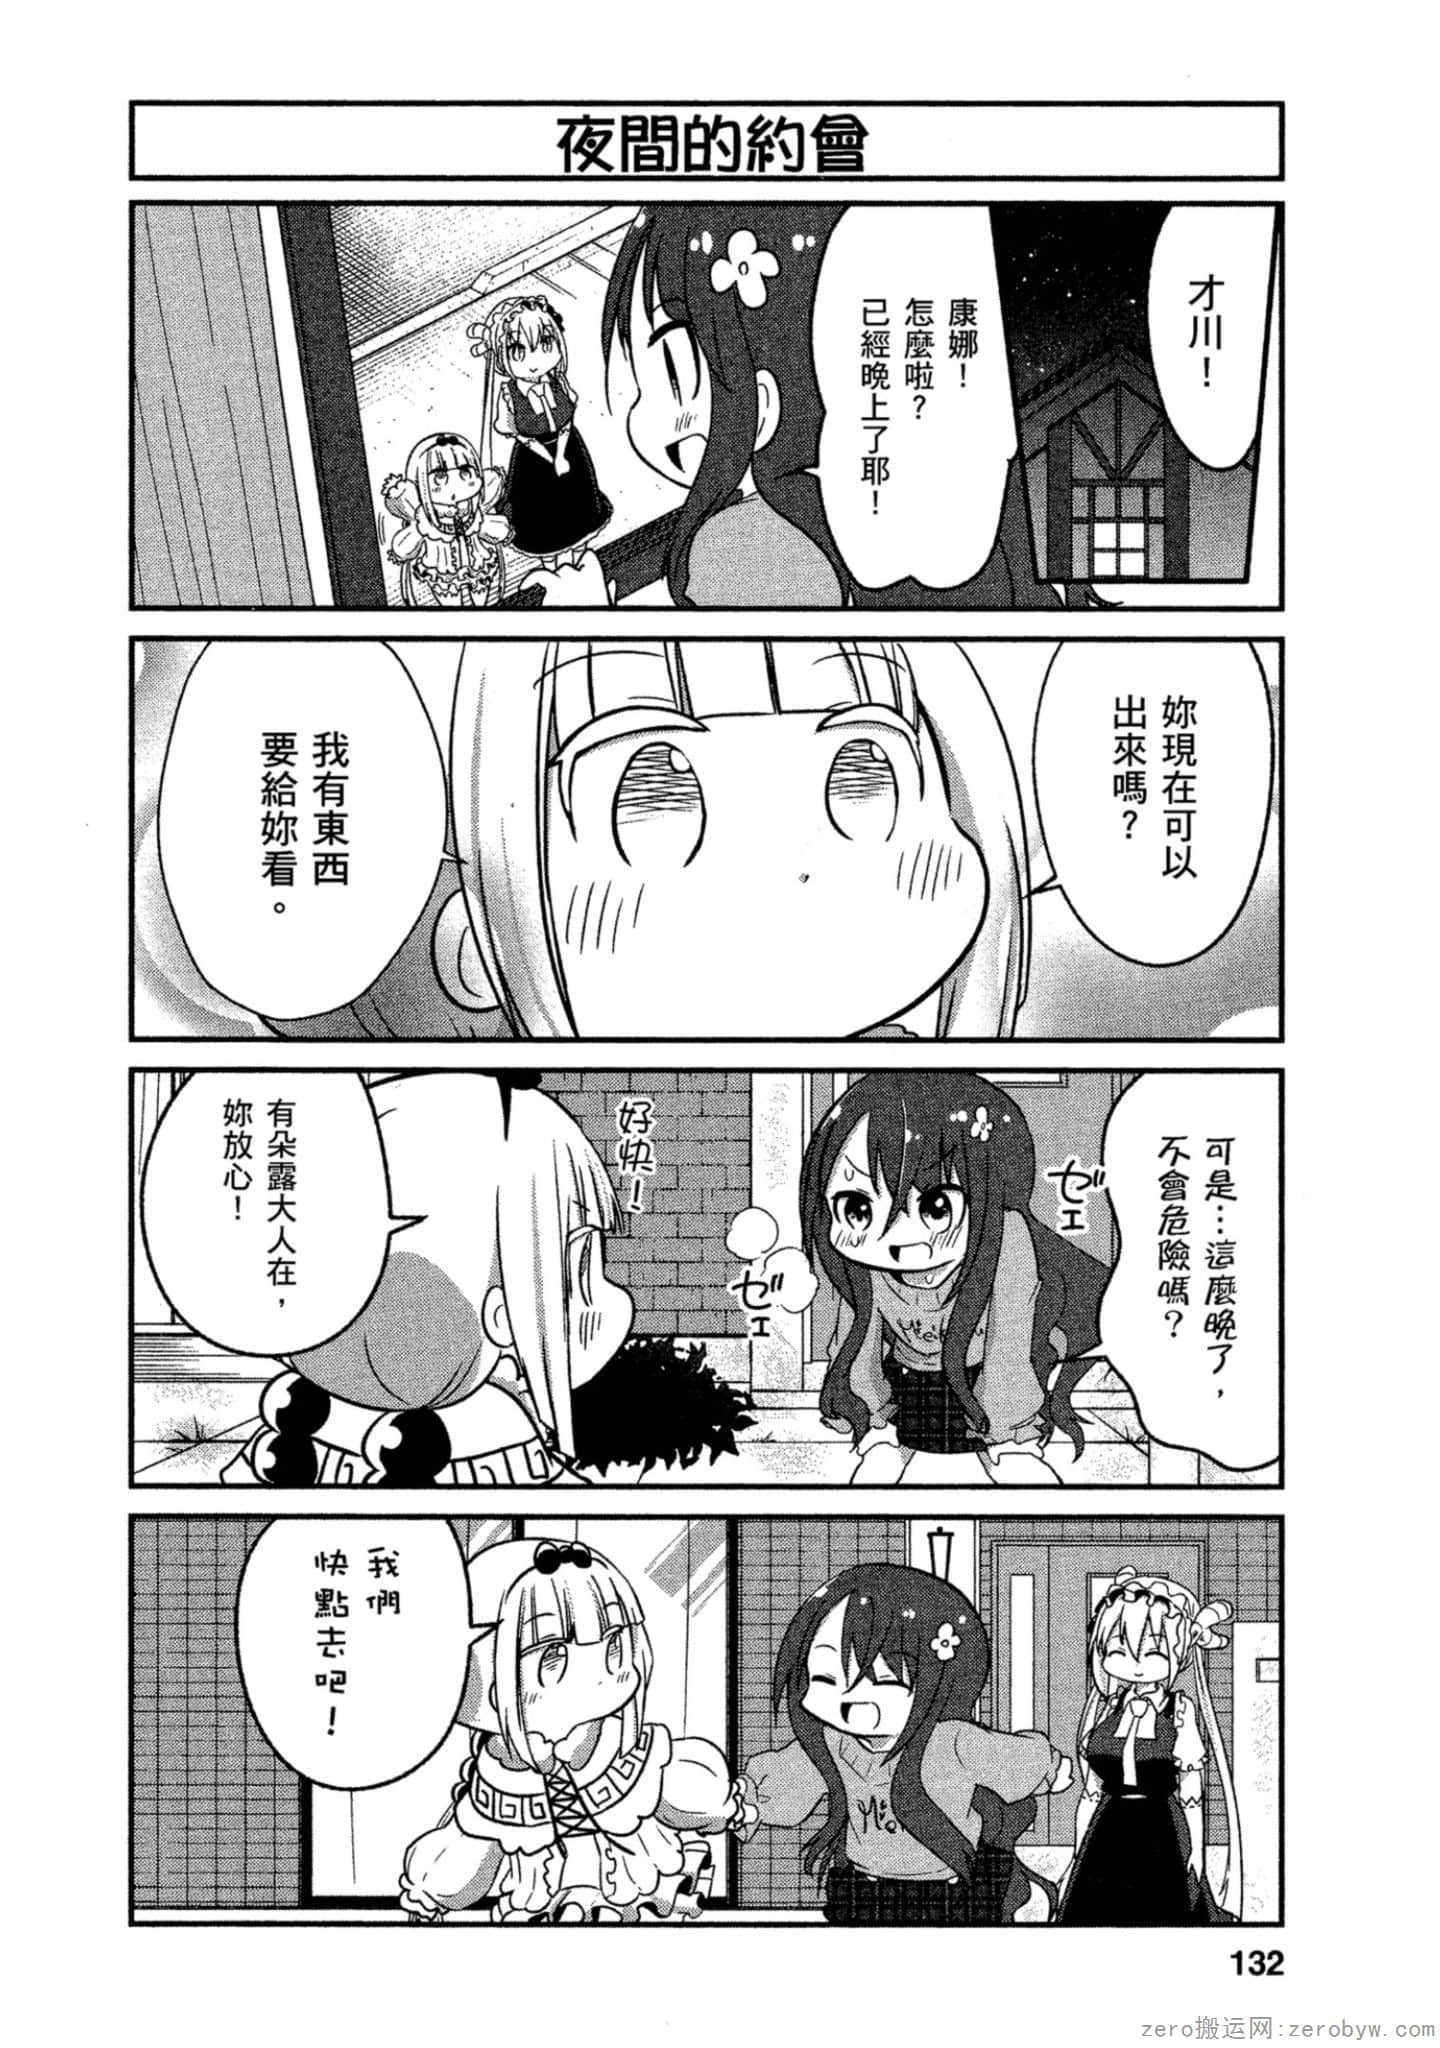 夜間的約會
才川！
康娜！
怎麼啦？
已經晚上了耶！
妳現在可以
出來嗎？
我有東西
要給妳看。
可是…這麼晚了，
不會危險嗎？
ゼェ
ゼェ
好快！
有朵露大人在，
妳放心！
我們
快點去吧！
132
zero搬运网:zerobyw.com